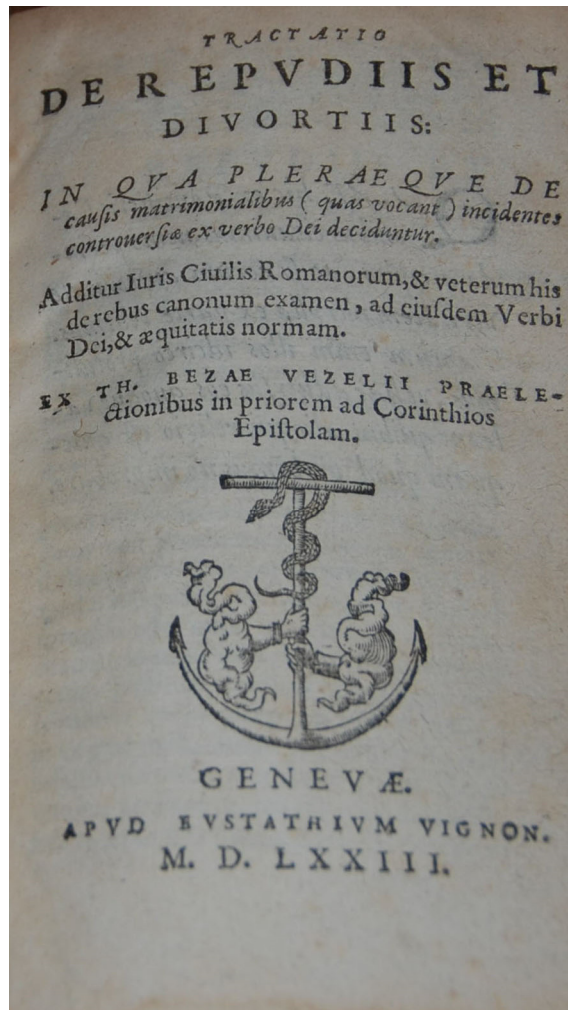 TRACTATIO
DE REPVDIIS ET
DIVORTIIS:
IN QVA PLERAEQVE DE
cauſis matrimonialibus ( quas vocant ) incidentes
controuerſiæ ex verbo Dei deciduntur.
Additur Iuris Ciuilis Romanorum, & veterum his
de rebus canonum examen, ad eiuſdem Verbi
Dei, & æquitatis normam.
EX TH. BEZAE VEZELII PRAELE-
ctionibus in priorem ad Corinthios
Epiſtolam.
GENEVÆ.
APVD EVSTATHIVM VIGNON.
M. D. LXXIII.